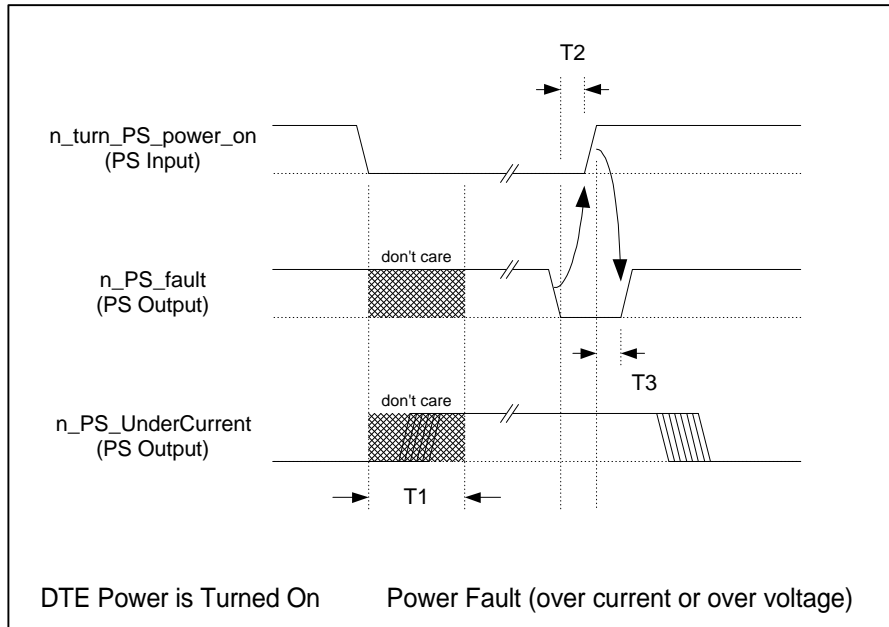 T2
n_turn_PS_power_on
(PS Input)
don't care
n_PS_fault
(PS Output)
T3
don't care
n_PS_UnderCurrent
(PS Output)
T1
DTE Power is Turned On
Power Fault (over current or over voltage)